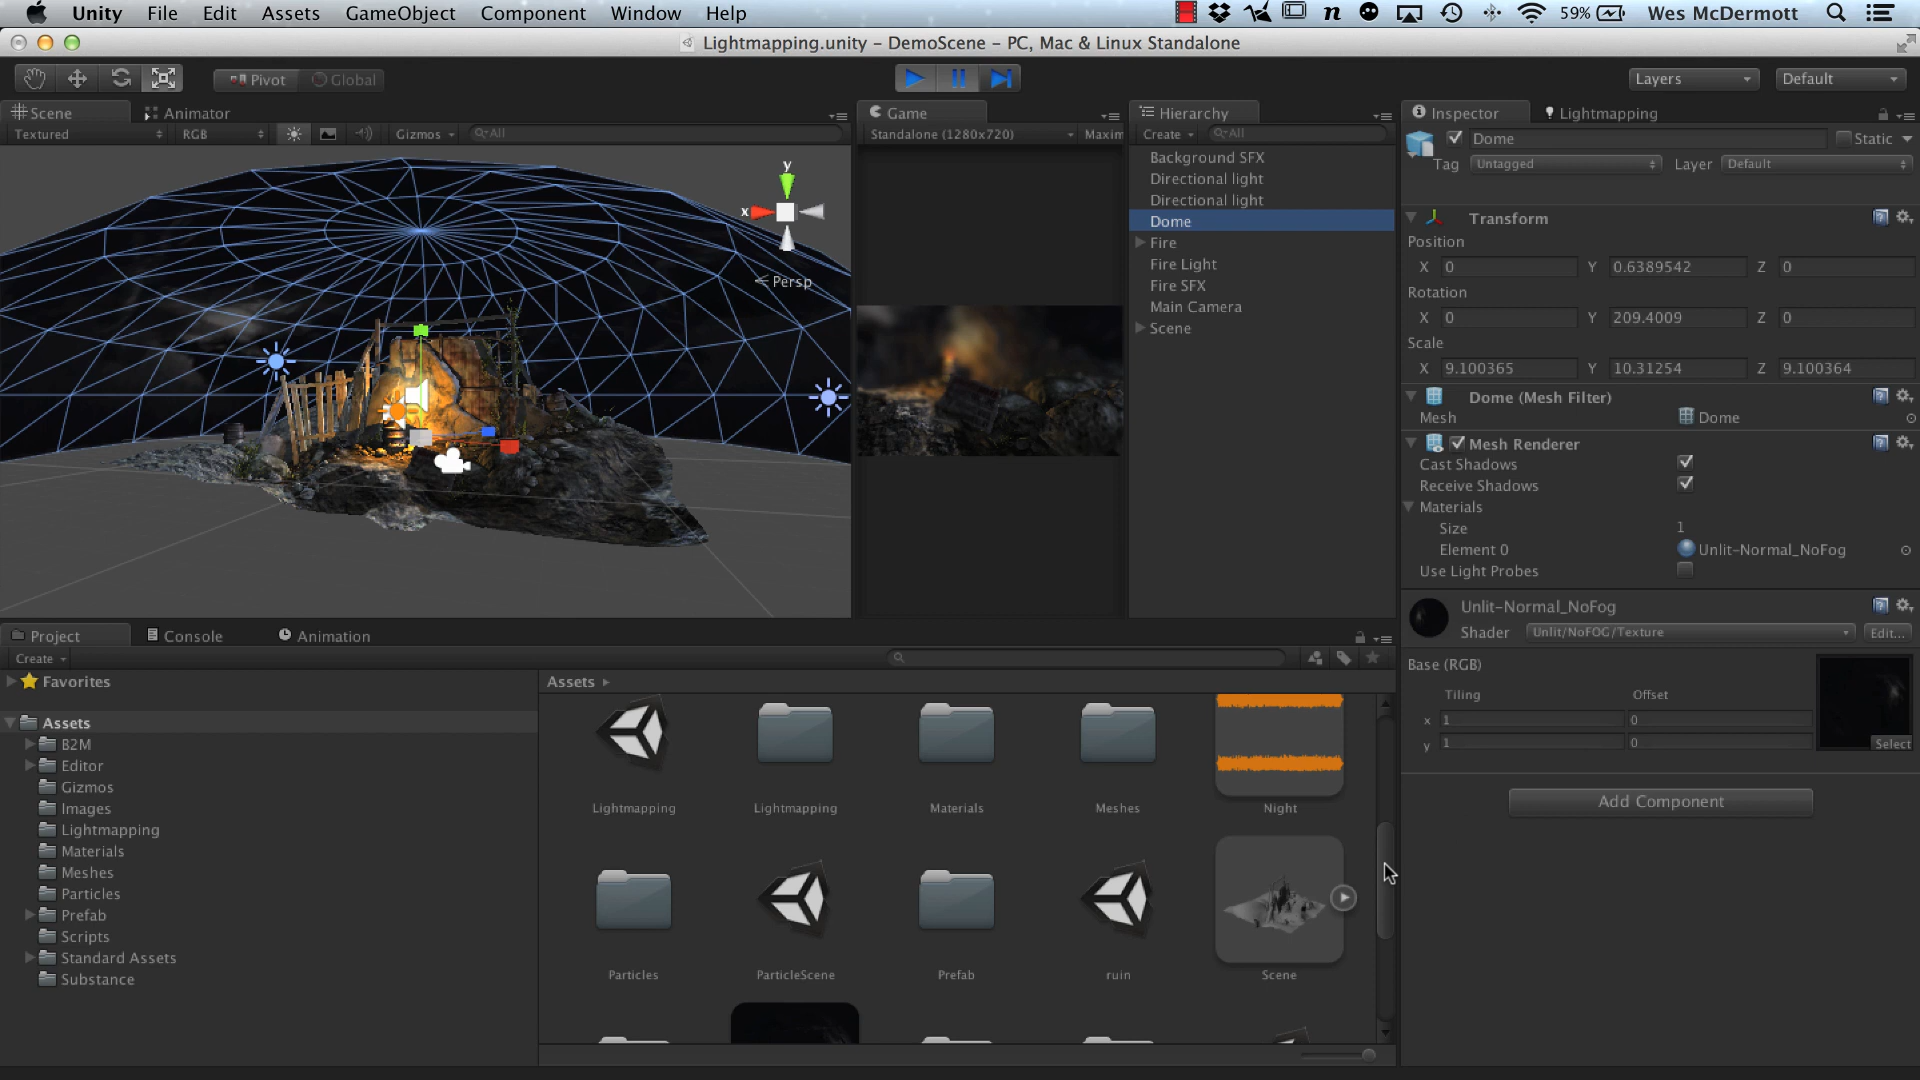 Unity File Edit Assets GameObject Component Window Help 59% Wes McDermott
Lightmapping.unity – DemoScene – PC, Mac & Linux Standalone
Pivot Global Layers Default
Scene Animator
Textured RGB Gizmos All
y
x
Persp
Game
Standalone (1280x720) Maxim
Hierarchy
Create All
Background SFX
Directional light
Directional light
Dome
Fire
Fire Light
Fire SFX
Main Camera
Scene
Inspector Lightmapping
Dome Static
Tag Untagged Layer Default
Transform
Position
X 0 Y 0.6389542 Z 0
Rotation
X 0 Y 209.4009 Z 0
Scale
X 9.100365 Y 10.31254 Z 9.100364
Dome (Mesh Filter)
Mesh Dome
Mesh Renderer
Cast Shadows
Receive Shadows
Materials
Size 1
Element 0 Unlit-Normal_NoFog
Use Light Probes
Unlit-Normal_NoFog
Shader Unlit/NoFOG/Texture Edit...
Base (RGB)
Tiling Offset
x 1 0
y 1 0
Select
Add Component
Project Console Animation
Create
Favorites
Assets
B2M
Editor
Gizmos
Images
Lightmapping
Materials
Meshes
Particles
Prefab
Scripts
Standard Assets
Substance
Assets
Lightmapping Lightmapping Materials Meshes Night
Particles ParticleScene Prefab ruin Scene